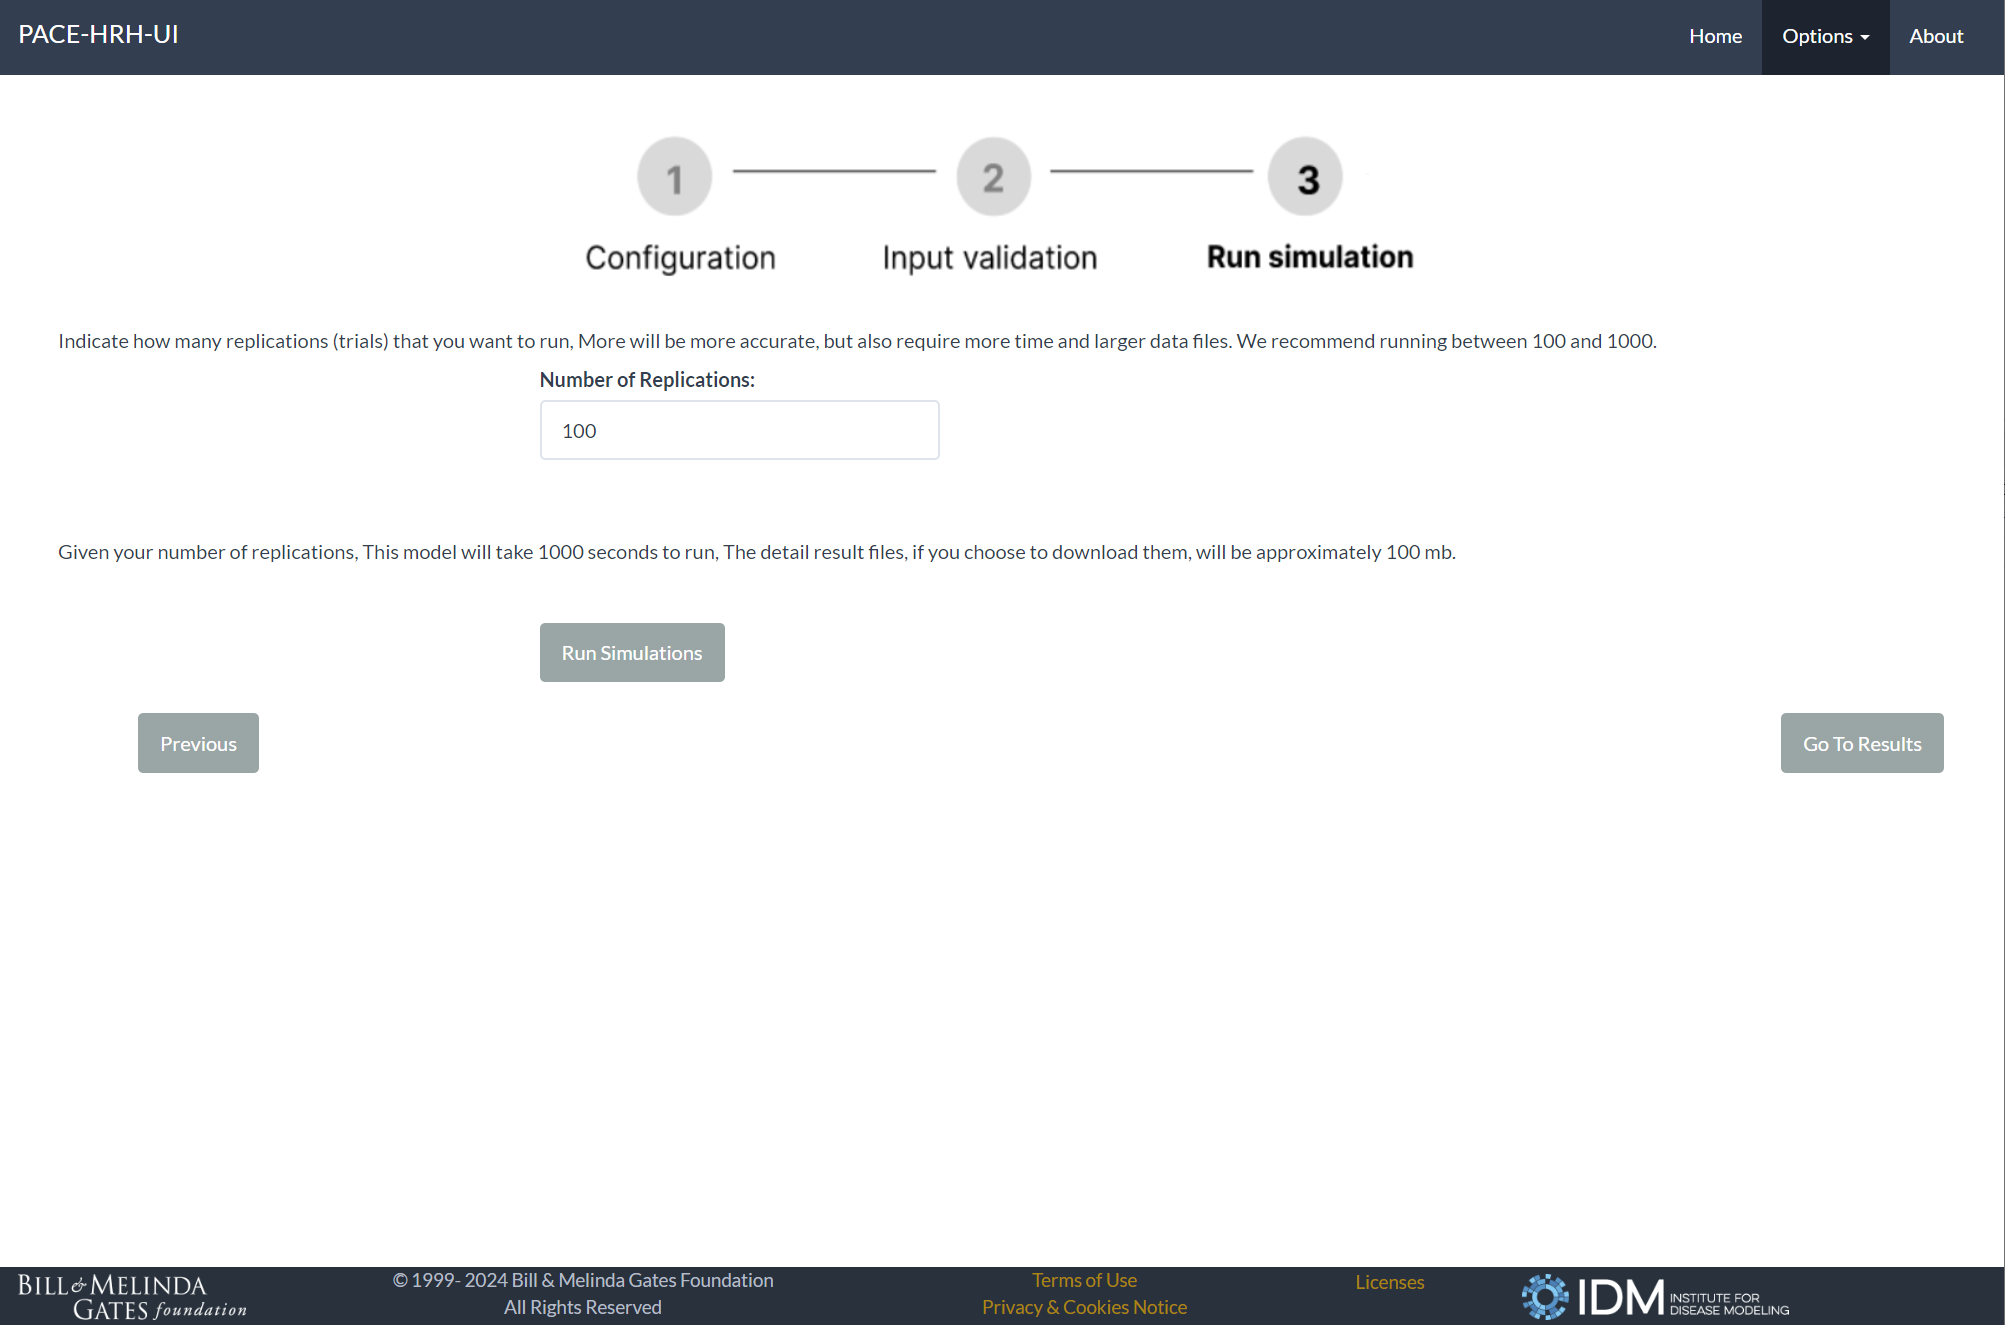 PACE-HRH-UI
Home
Options
About
1
2
3
Configuration
Input validation
Run simulation
Indicate how many replications (trials) that you want to run, More will be more accurate, but also require more time and larger data files. We recommend running between 100 and 1000.
Number of Replications:
100
Given your number of replications, This model will take 1000 seconds to run, The detail result files, if you choose to download them, will be approximately 100 mb.
Run Simulations
Previous
Go To Results
BILL & MELINDA
GATES foundation
© 1999- 2024 Bill & Melinda Gates Foundation
All Rights Reserved
Terms of Use
Privacy & Cookies Notice
Licenses
IDM
INSTITUTE FOR
DISEASE MODELING